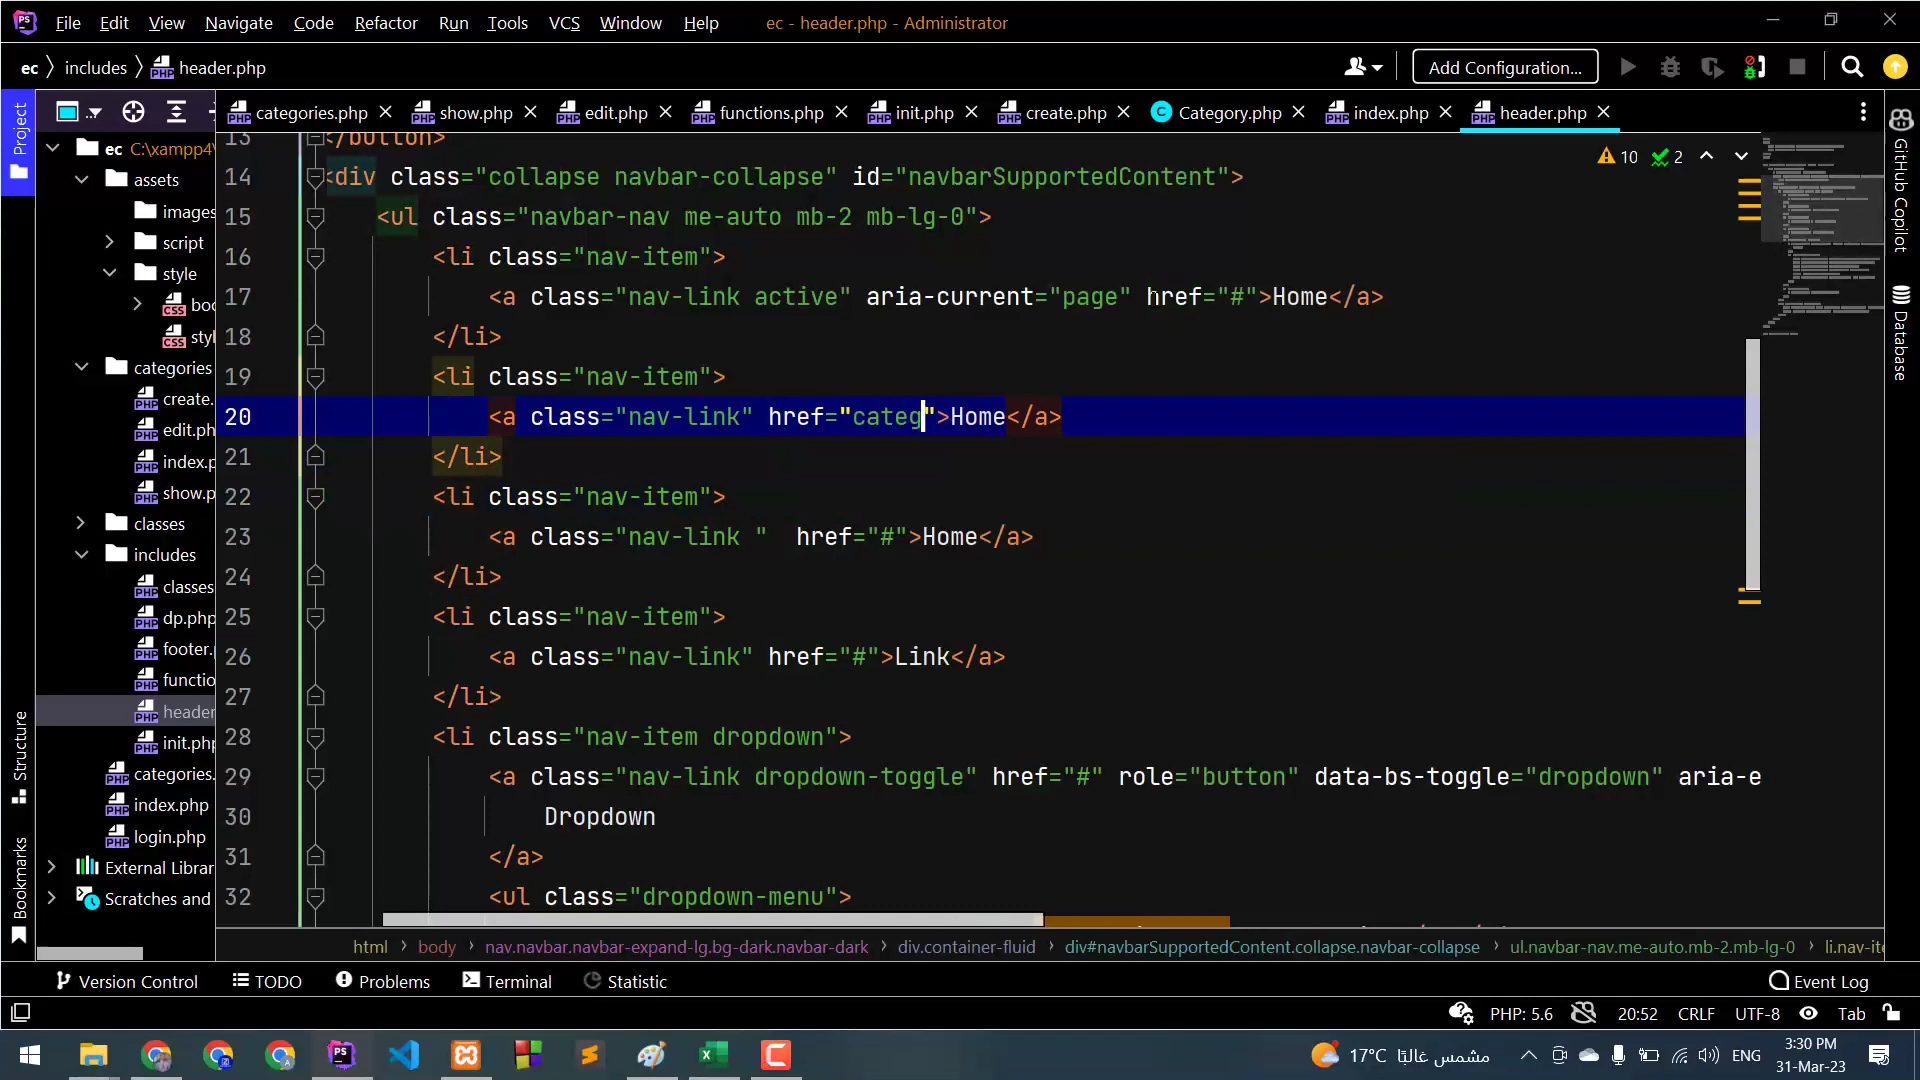 File Edit View Navigate Code Refactor Run Tools VCS Window Help ec - header.php - Administrator
ec includes header.php Add Configuration...
categories.php show.php edit.php functions.php init.php create.php Category.php index.php header.php
Project
ec C:\xampp4\
assets
images
script
style
boo
styl
categories
create.
edit.ph
index.p
show.p
classes
includes
classes
dp.php
footer.
functio
header
init.php
categories.
index.php
login.php
External Librar
Scratches and
Structure
Bookmarks
10 2
13 </button>
14 <div class="collapse navbar-collapse" id="navbarSupportedContent">
15 <ul class="navbar-nav me-auto mb-2 mb-lg-0">
16 <li class="nav-item">
17 <a class="nav-link active" aria-current="page" href="#">Home</a>
18 </li>
19 <li class="nav-item">
20 <a class="nav-link" href="categ">Home</a>
21 </li>
22 <li class="nav-item">
23 <a class="nav-link "  href="#">Home</a>
24 </li>
25 <li class="nav-item">
26 <a class="nav-link" href="#">Link</a>
27 </li>
28 <li class="nav-item dropdown">
29 <a class="nav-link dropdown-toggle" href="#" role="button" data-bs-toggle="dropdown" aria-e
30 Dropdown
31 </a>
32 <ul class="dropdown-menu">
GitHub Copilot
Database
html body nav.navbar.navbar-expand-lg.bg-dark.navbar-dark div.container-fluid div#navbarSupportedContent.collapse.navbar-collapse ul.navbar-nav.me-auto.mb-2.mb-lg-0 li.nav-ite
Version Control TODO Problems Terminal Statistic Event Log
PHP: 5.6 20:52 CRLF UTF-8 Tab
17°C مشمس غالبًا ENG 3:30 PM
31-Mar-23